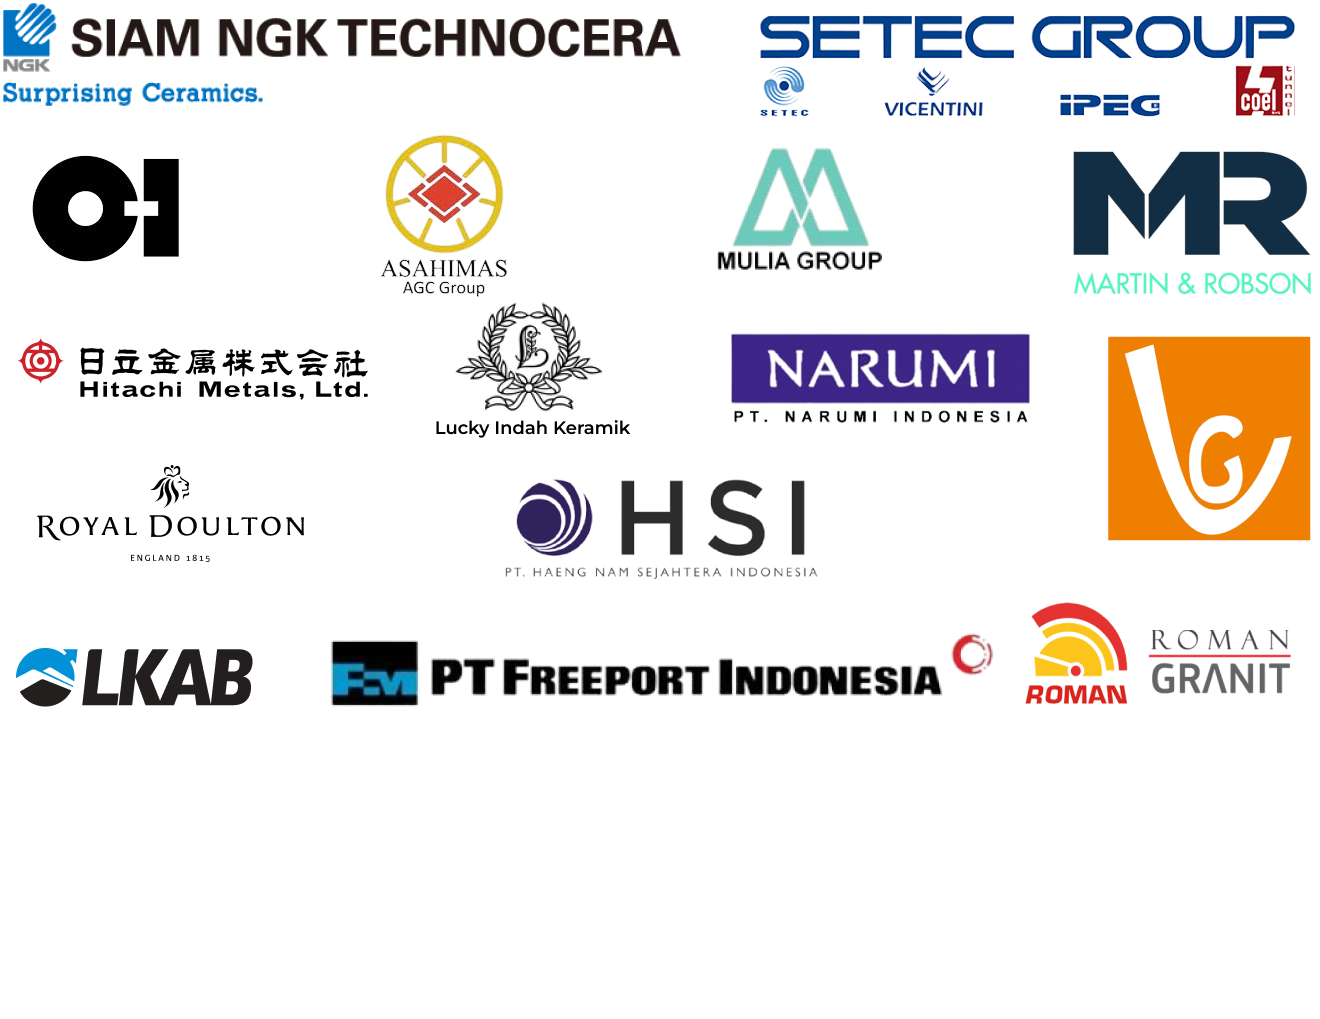 NGK
SIAM NGK TECHNOCERA
Surprising Ceramics.
SETEC GROUP
SETEC
VICENTINI
iPEG
coel
tunnel
O-I
ASAHIMAS
AGC Group
MULIA GROUP
MR
MARTIN & ROBSON
日立金属株式会社
Hitachi Metals, Ltd.
L
Lucky Indah Keramik
NARUMI
PT. NARUMI INDONESIA
G
ROYAL DOULTON
ENGLAND 1815
HSI
PT. HAENG NAM SEJAHTERA INDONESIA
LKAB
FM PT FREEPORT INDONESIA
ROMAN
ROMAN
GRANIT